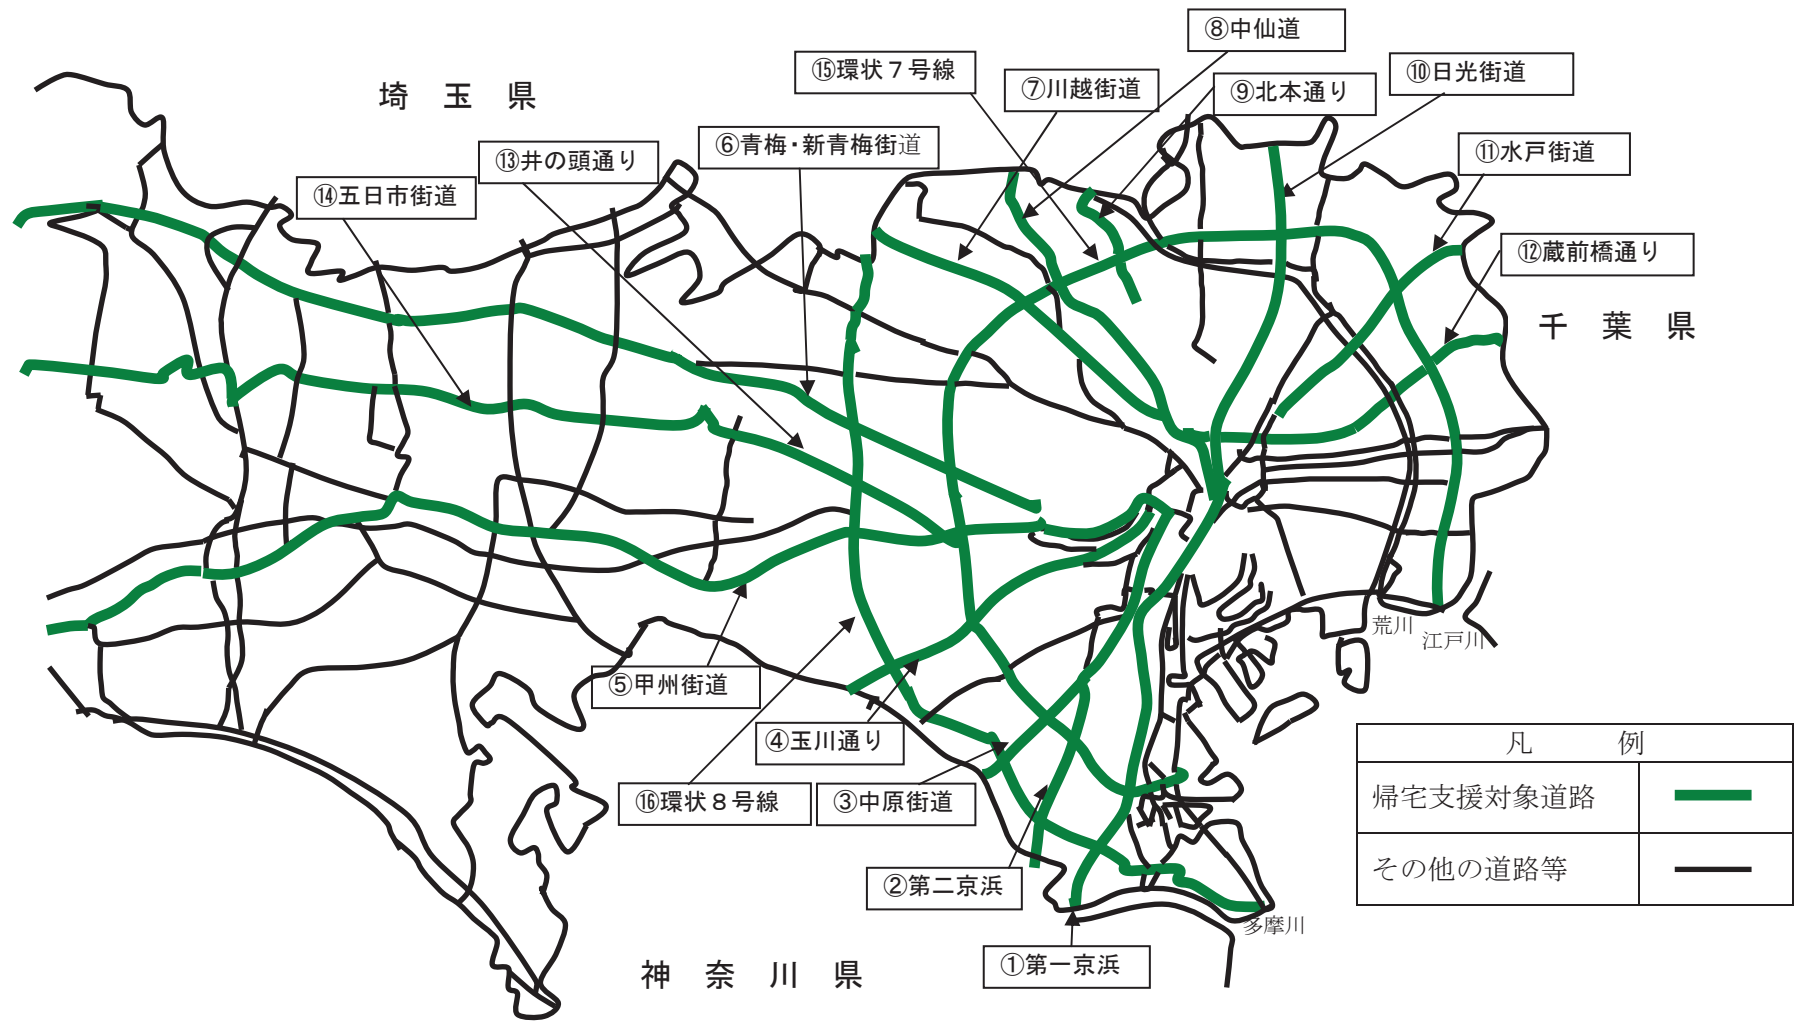 ⑧中仙道
⑮環状７号線
⑦川越街道
⑨北本通り
⑩日光街道
埼玉県
⑥青梅・新青梅街道
⑬井の頭通り
⑪水戸街道
⑭五日市街道
⑫蔵前橋通り
千葉県
荒川
江戸川
⑤甲州街道
④玉川通り
⑯環状８号線
③中原街道
②第二京浜
①第一京浜
多摩川
神奈川県
凡例
帰宅支援対象道路
その他の道路等